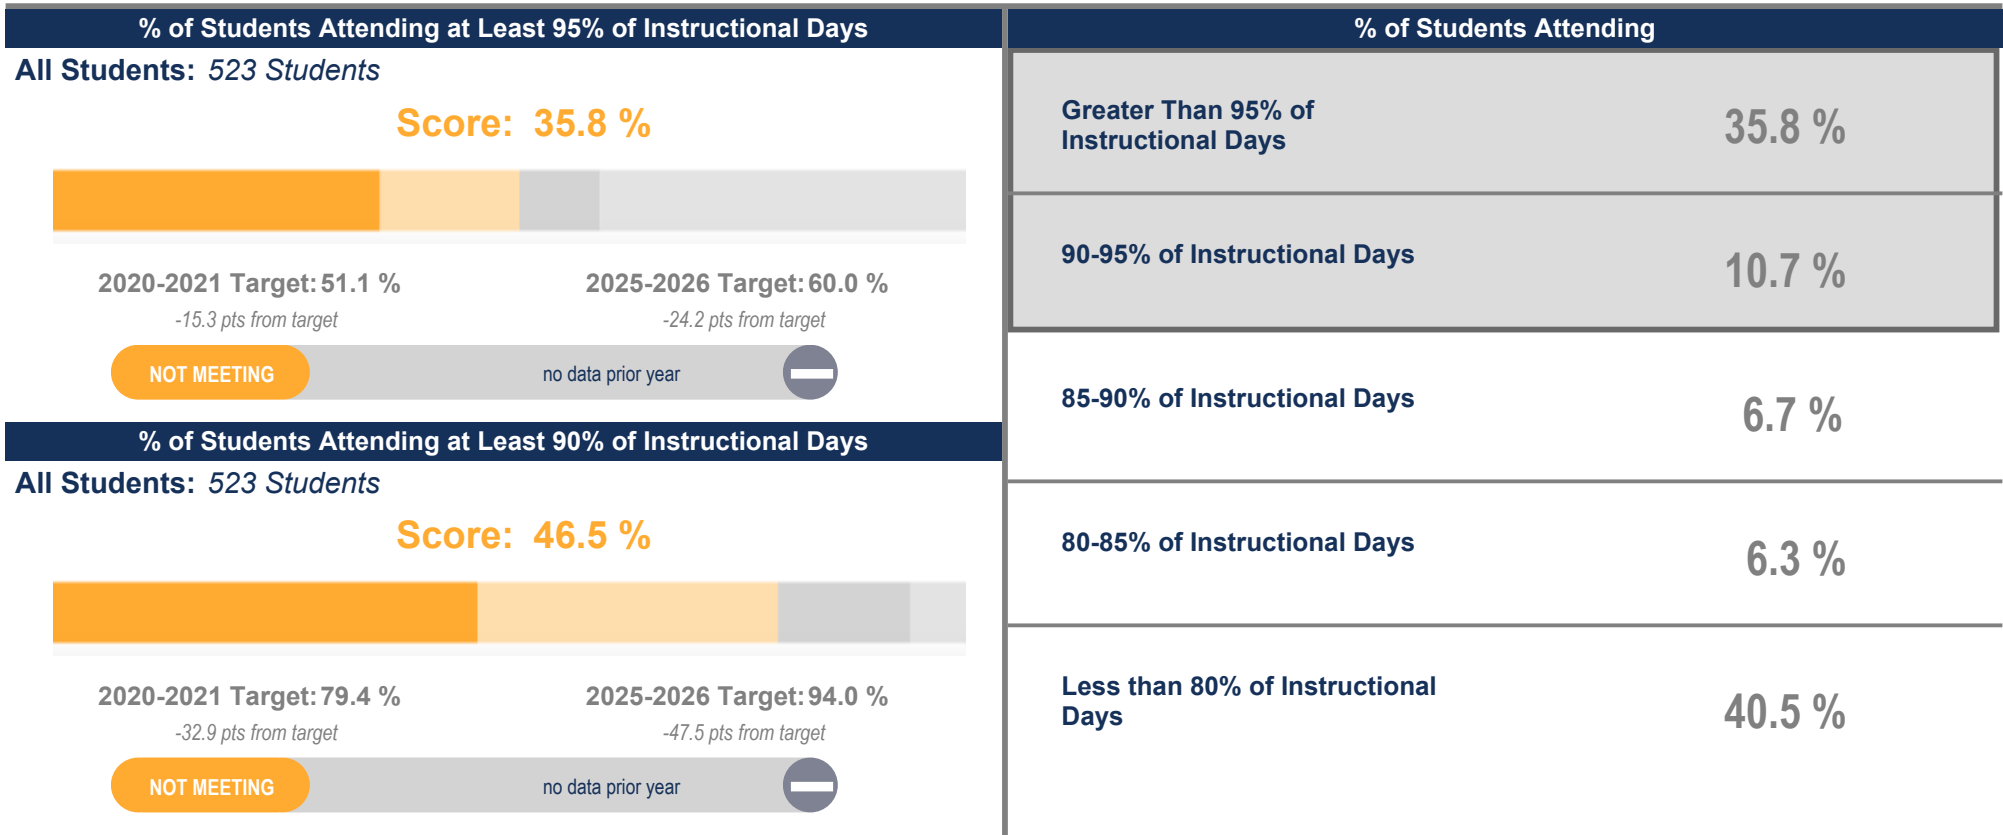 % of Students Attending at Least 95% of Instructional Days
All Students: 523 Students
Score: 35.8 %
2020-2021 Target: 51.1 %
-15.3 pts from target
2025-2026 Target: 60.0 %
-24.2 pts from target
NOT MEETING
no data prior year
% of Students Attending at Least 90% of Instructional Days
All Students: 523 Students
Score: 46.5 %
2020-2021 Target: 79.4 %
-32.9 pts from target
2025-2026 Target: 94.0 %
-47.5 pts from target
NOT MEETING
no data prior year
% of Students Attending
Greater Than 95% of
Instructional Days
35.8 %
90-95% of Instructional Days
10.7 %
85-90% of Instructional Days
6.7 %
80-85% of Instructional Days
6.3 %
Less than 80% of Instructional
Days
40.5 %